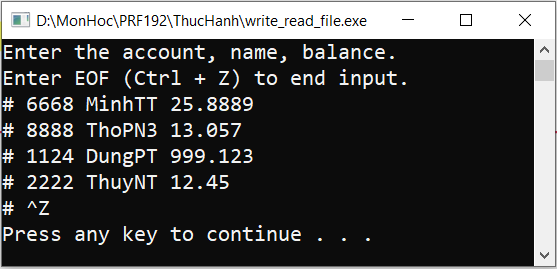 D:\MonHoc\PRF192\ThucHanh\write_read_file.exe
Enter the account, name, balance.
Enter EOF (Ctrl + Z) to end input.
# 6668 MinhTT 25.8889
# 8888 ThoPN3 13.057
# 1124 DungPT 999.123
# 2222 ThuyNT 12.45
# ^Z
Press any key to continue . . .